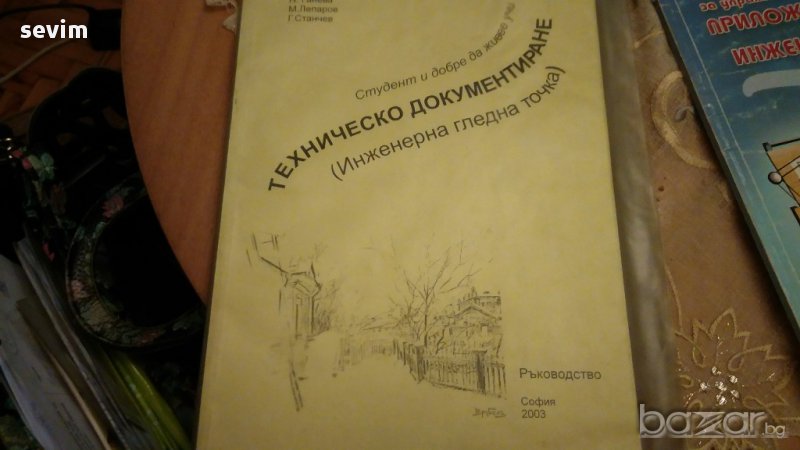 sevim
М.Лепаров
Г.Станчев
Студент и добре да живее учи
ТЕХНИЧЕСКО ДОКУМЕНТИРАНЕ
(Инженерна гледна точка)
Ръководство
София
2003
ПРИЛОЖ
ИНЖЕН
bazar.bg